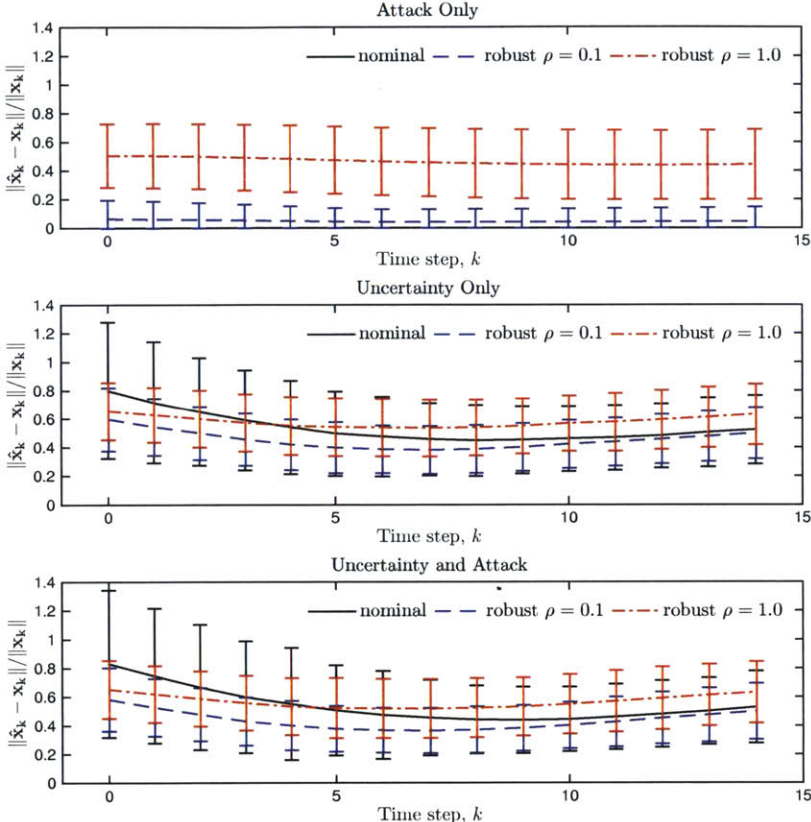 Attack Only
1.4
1.2
1
0.8
0.6
0.4
0.2
0
‖x̂ₖ − xₖ‖/‖xₖ‖
nominal robust ρ = 0.1 robust ρ = 1.0
0 5 10 15
Time step, k
Uncertainty Only
1.4
1.2
1
0.8
0.6
0.4
0.2
0
‖x̂ₖ − xₖ‖/‖xₖ‖
nominal robust ρ = 0.1 robust ρ = 1.0
0 5 10 15
Time step, k
Uncertainty and Attack
1.4
1.2
1
0.8
0.6
0.4
0.2
0
‖x̂ₖ − xₖ‖/‖xₖ‖
nominal robust ρ = 0.1 robust ρ = 1.0
0 5 10 15
Time step, k